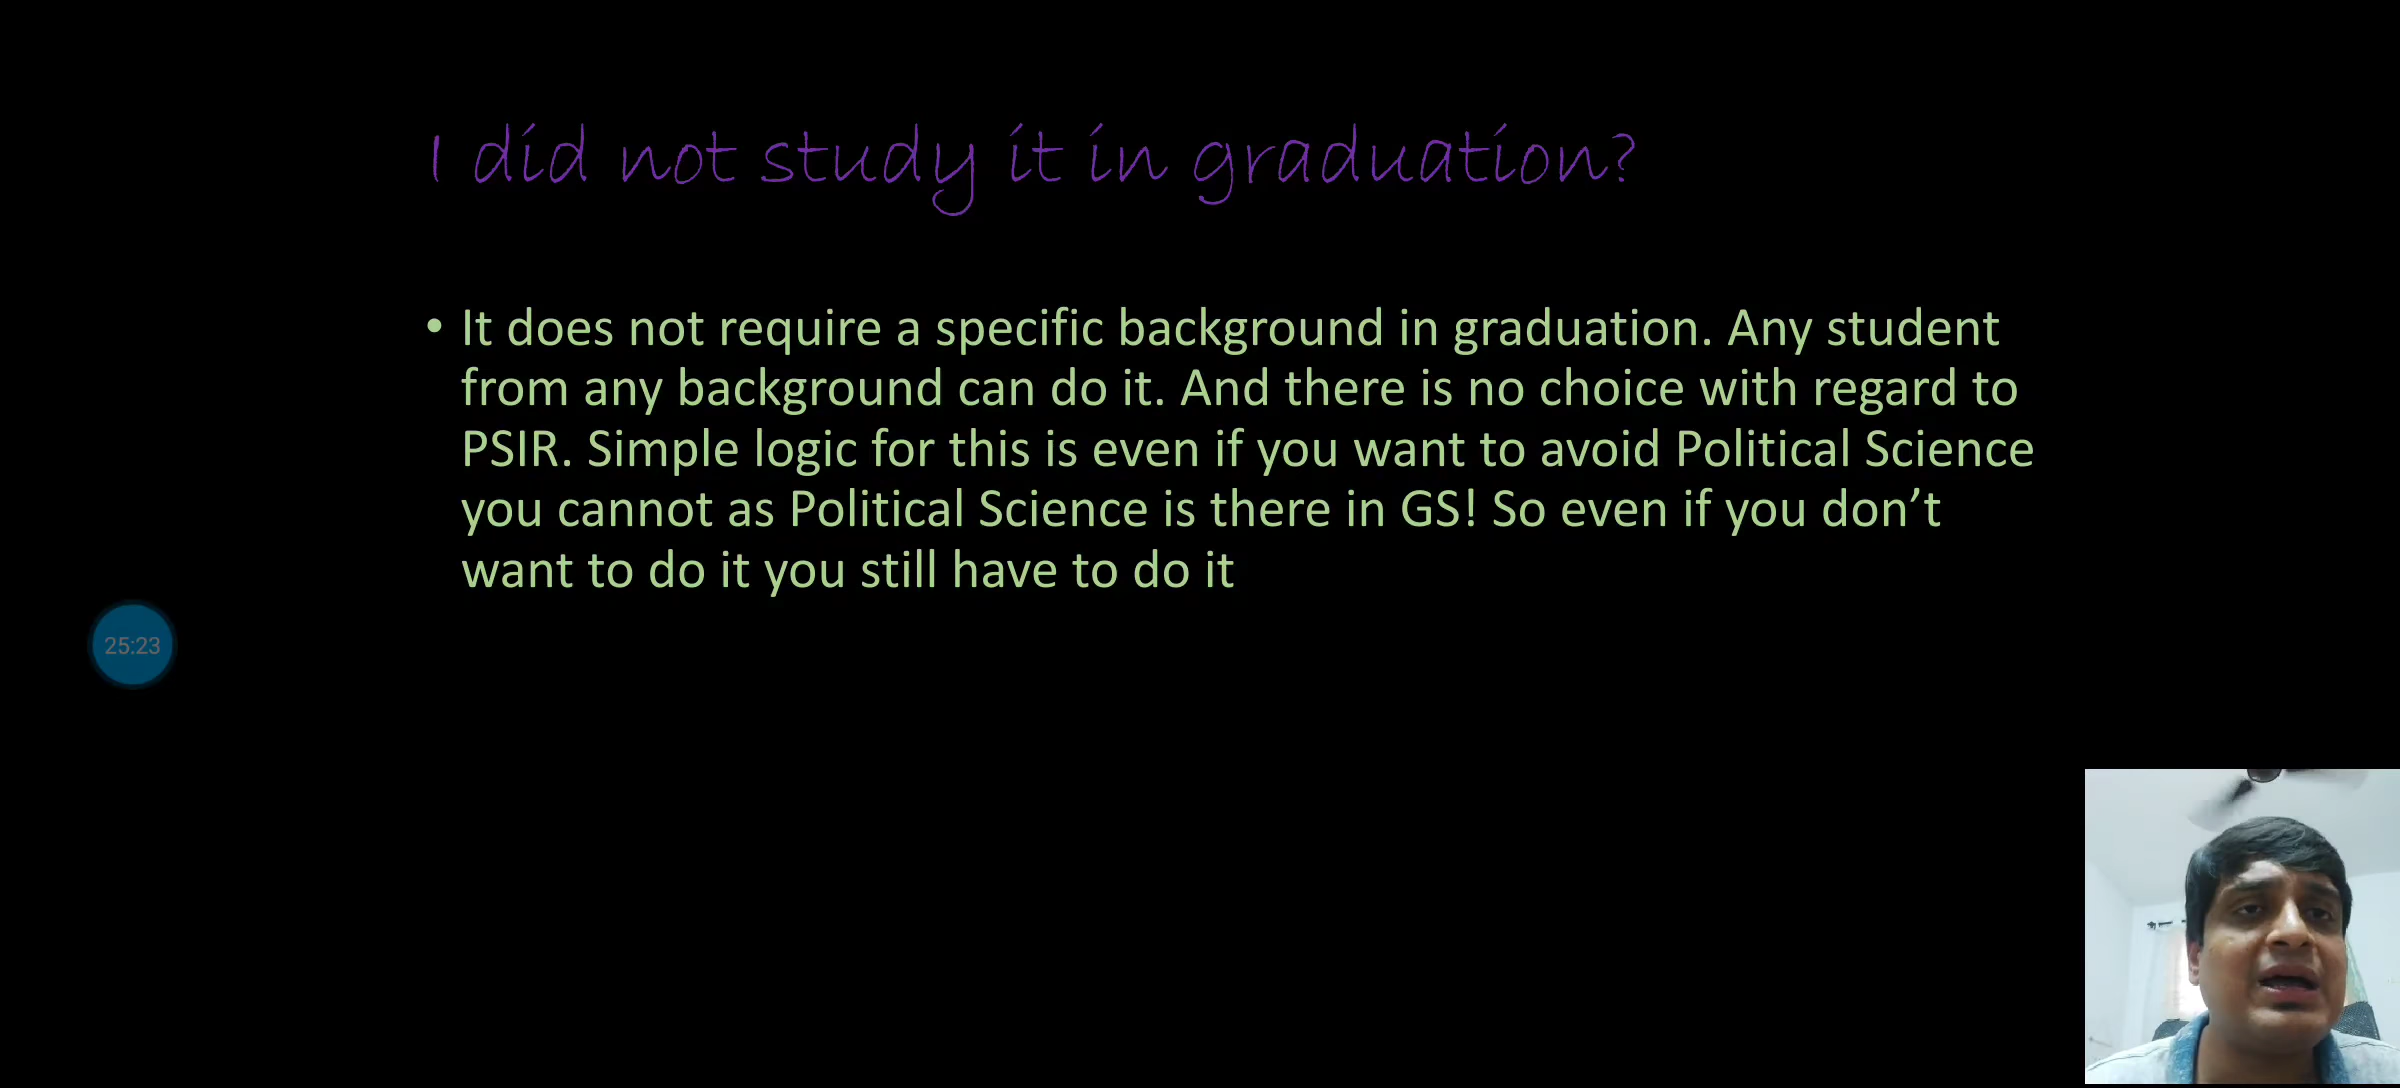 I did not study it in graduation?
• It does not require a specific background in graduation. Any student
from any background can do it. And there is no choice with regard to
PSIR. Simple logic for this is even if you want to avoid Political Science
you cannot as Political Science is there in GS! So even if you don’t
want to do it you still have to do it
25:23